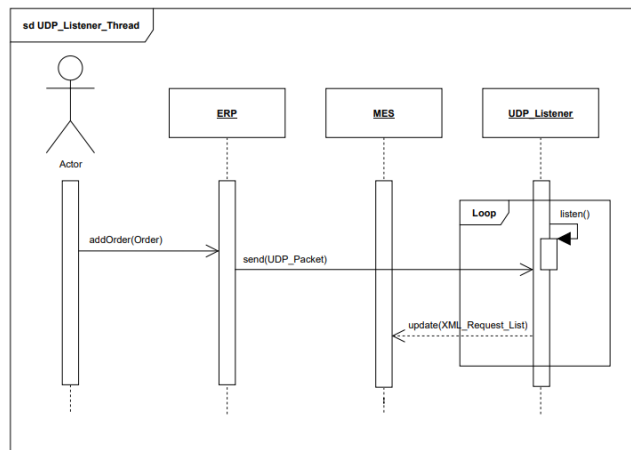 sd UDP_Listener_Thread
ERP
MES
UDP_Listener
Actor
Loop
listen()
addOrder(Order)
send(UDP_Packet)
update(XML_Request_List)